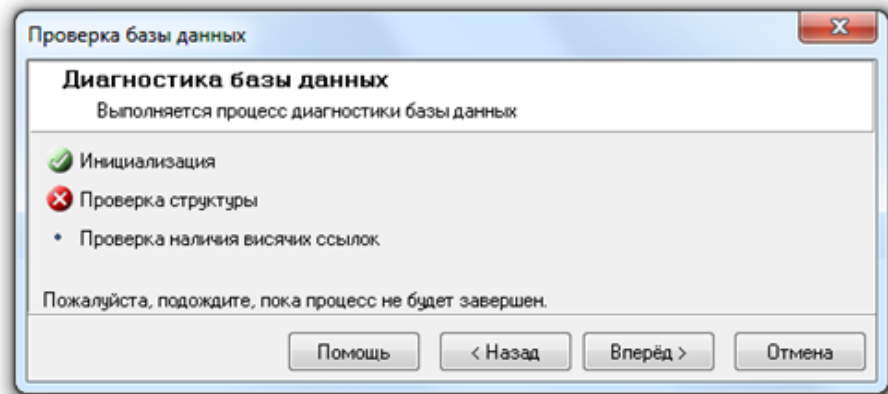 Проверка базы данных
Диагностика базы данных
Выполняется процесс диагностики базы данных
Инициализация
Проверка структуры
Проверка наличия висячих ссылок
Пожалуйста, подождите, пока процесс не будет завершен.
Помощь < Назад Вперёд > Отмена